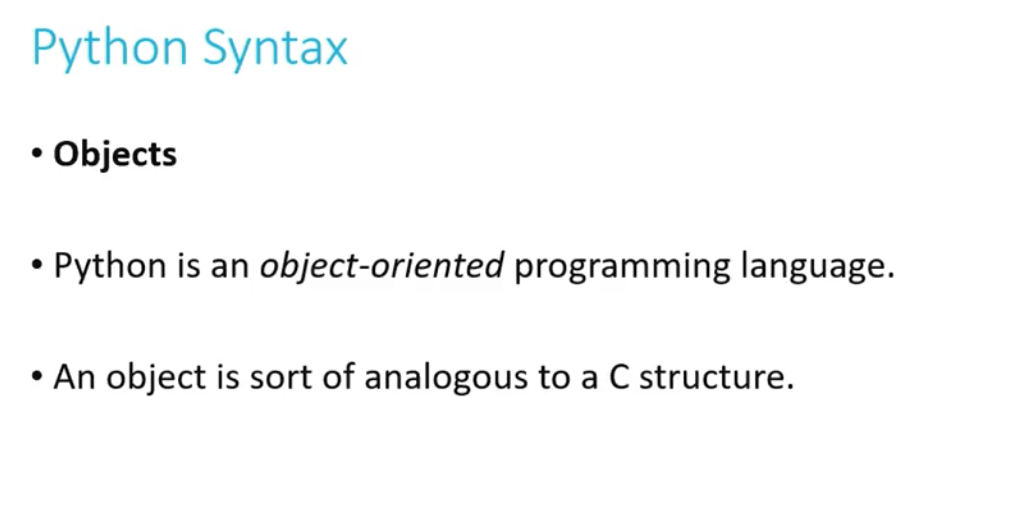 Python Syntax
• Objects
• Python is an object-oriented programming language.
• An object is sort of analogous to a C structure.